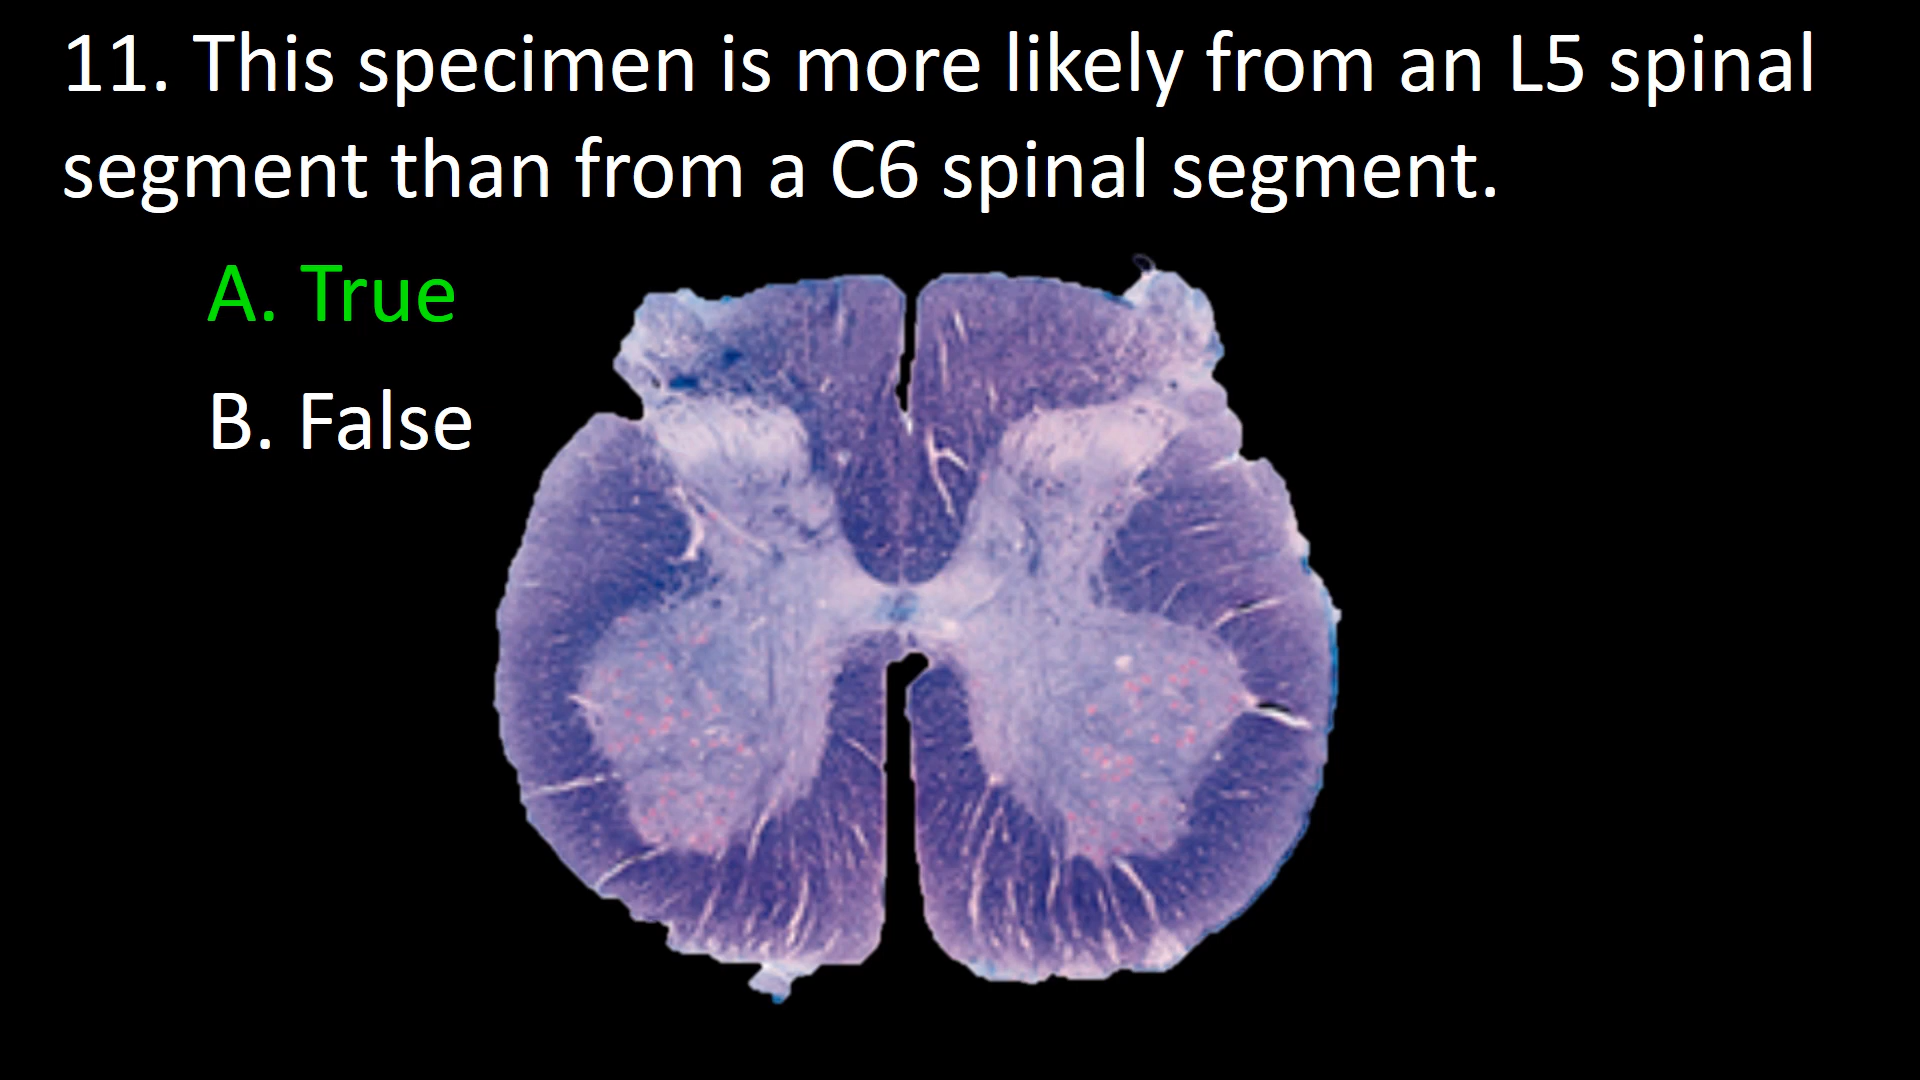 11. This specimen is more likely from an L5 spinal
segment than from a C6 spinal segment.
A. True
B. False